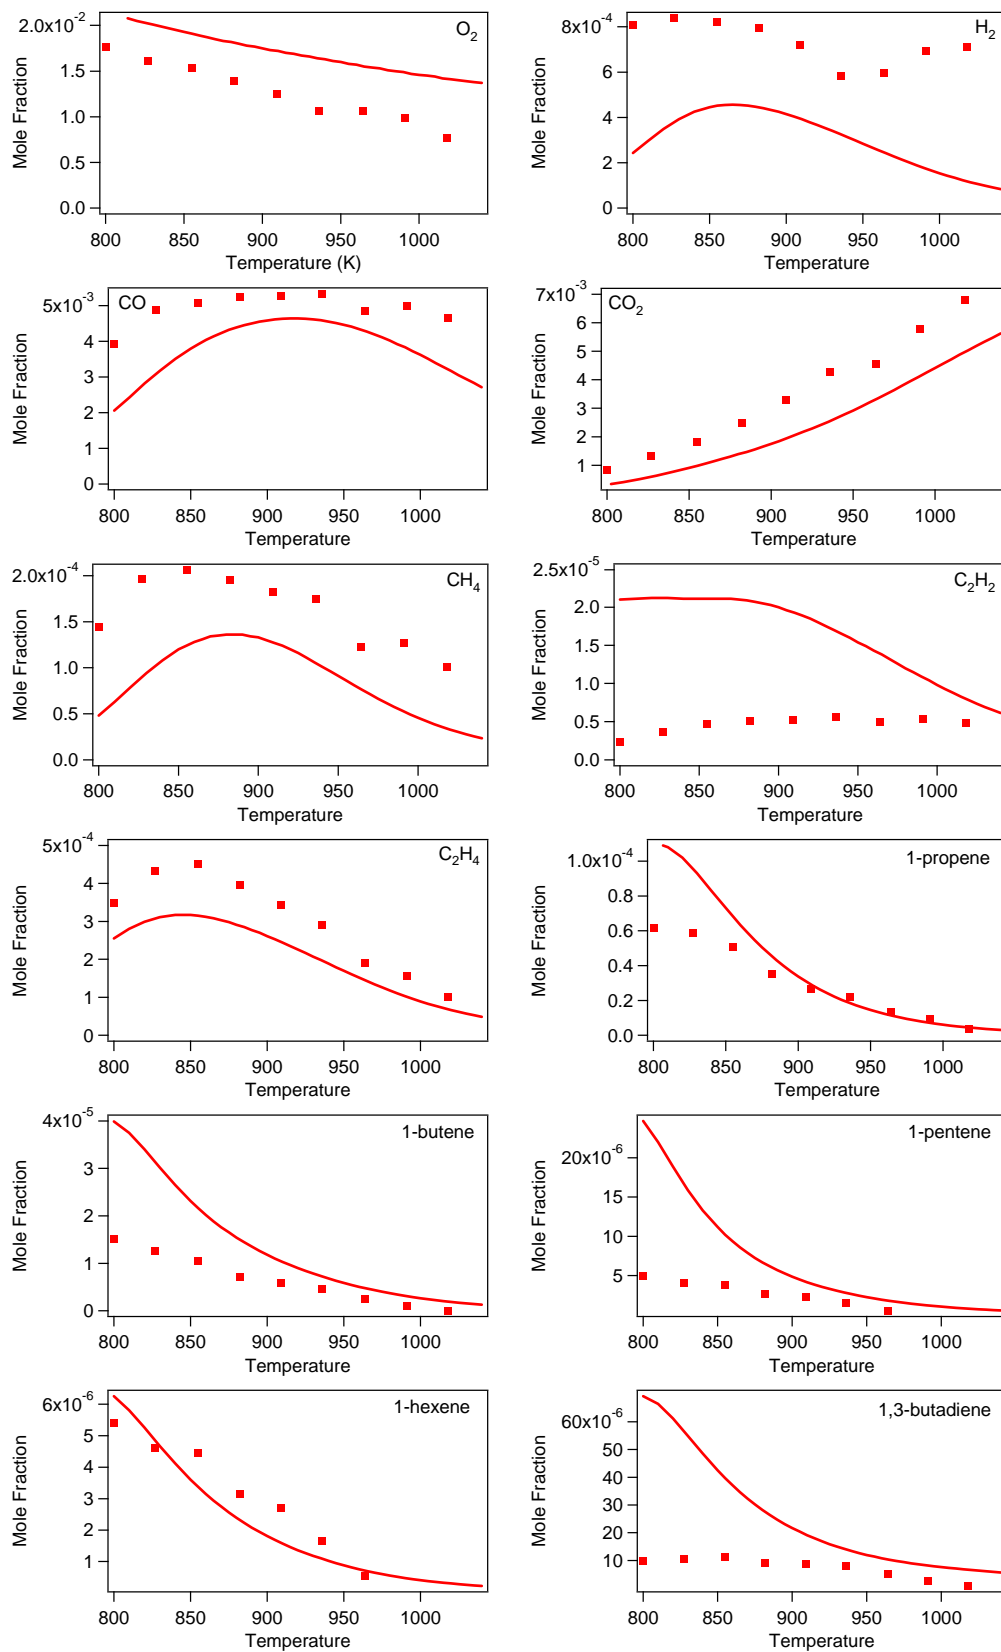 2.0x10⁻²
1.5
1.0
0.5
0.0
Mole Fraction
O₂
800 850 900 950 1000
Temperature (K)
8x10⁻⁴
6
4
2
0
Mole Fraction
H₂
800 850 900 950 1000
Temperature
5x10⁻³
4
3
2
1
0
Mole Fraction
CO
800 850 900 950 1000
Temperature
7x10⁻³
6
5
4
3
2
1
Mole Fraction
CO₂
800 850 900 950 1000
Temperature
2.0x10⁻⁴
1.5
1.0
0.5
0.0
Mole Fraction
CH₄
800 850 900 950 1000
Temperature
2.5x10⁻⁵
2.0
1.5
1.0
0.5
0.0
Mole Fraction
C₂H₂
800 850 900 950 1000
Temperature
5x10⁻⁴
4
3
2
1
0
Mole Fraction
C₂H₄
800 850 900 950 1000
Temperature
1.0x10⁻⁴
0.8
0.6
0.4
0.2
0.0
Mole Fraction
1-propene
800 850 900 950 1000
Temperature
4x10⁻⁵
3
2
1
0
Mole Fraction
1-butene
800 850 900 950 1000
Temperature
20x10⁻⁶
15
10
5
Mole Fraction
1-pentene
800 850 900 950 1000
Temperature
6x10⁻⁶
5
4
3
2
1
Mole Fraction
1-hexene
800 850 900 950 1000
Temperature
60x10⁻⁶
50
40
30
20
10
Mole Fraction
1,3-butadiene
800 850 900 950 1000
Temperature